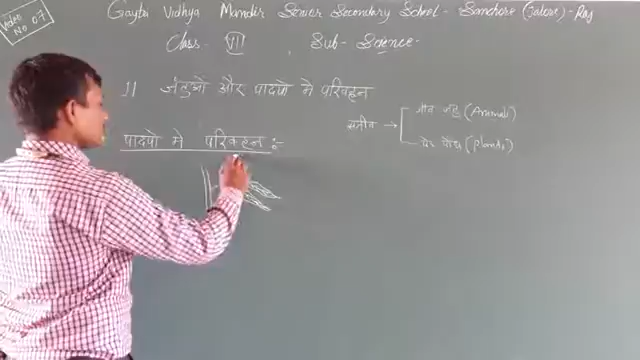 Video No 07
Gaytri Vidhya Mandir Senior Secondary School - Sanchore (Jalore) - Raj
Class - VII , Sub - Science -
11 जंतुओ और पादपो मे परिवहन
सजीव → जीव जंतु (Animals)
पेड़ पौधे (Plants)
पादपो मे परिवहन :-